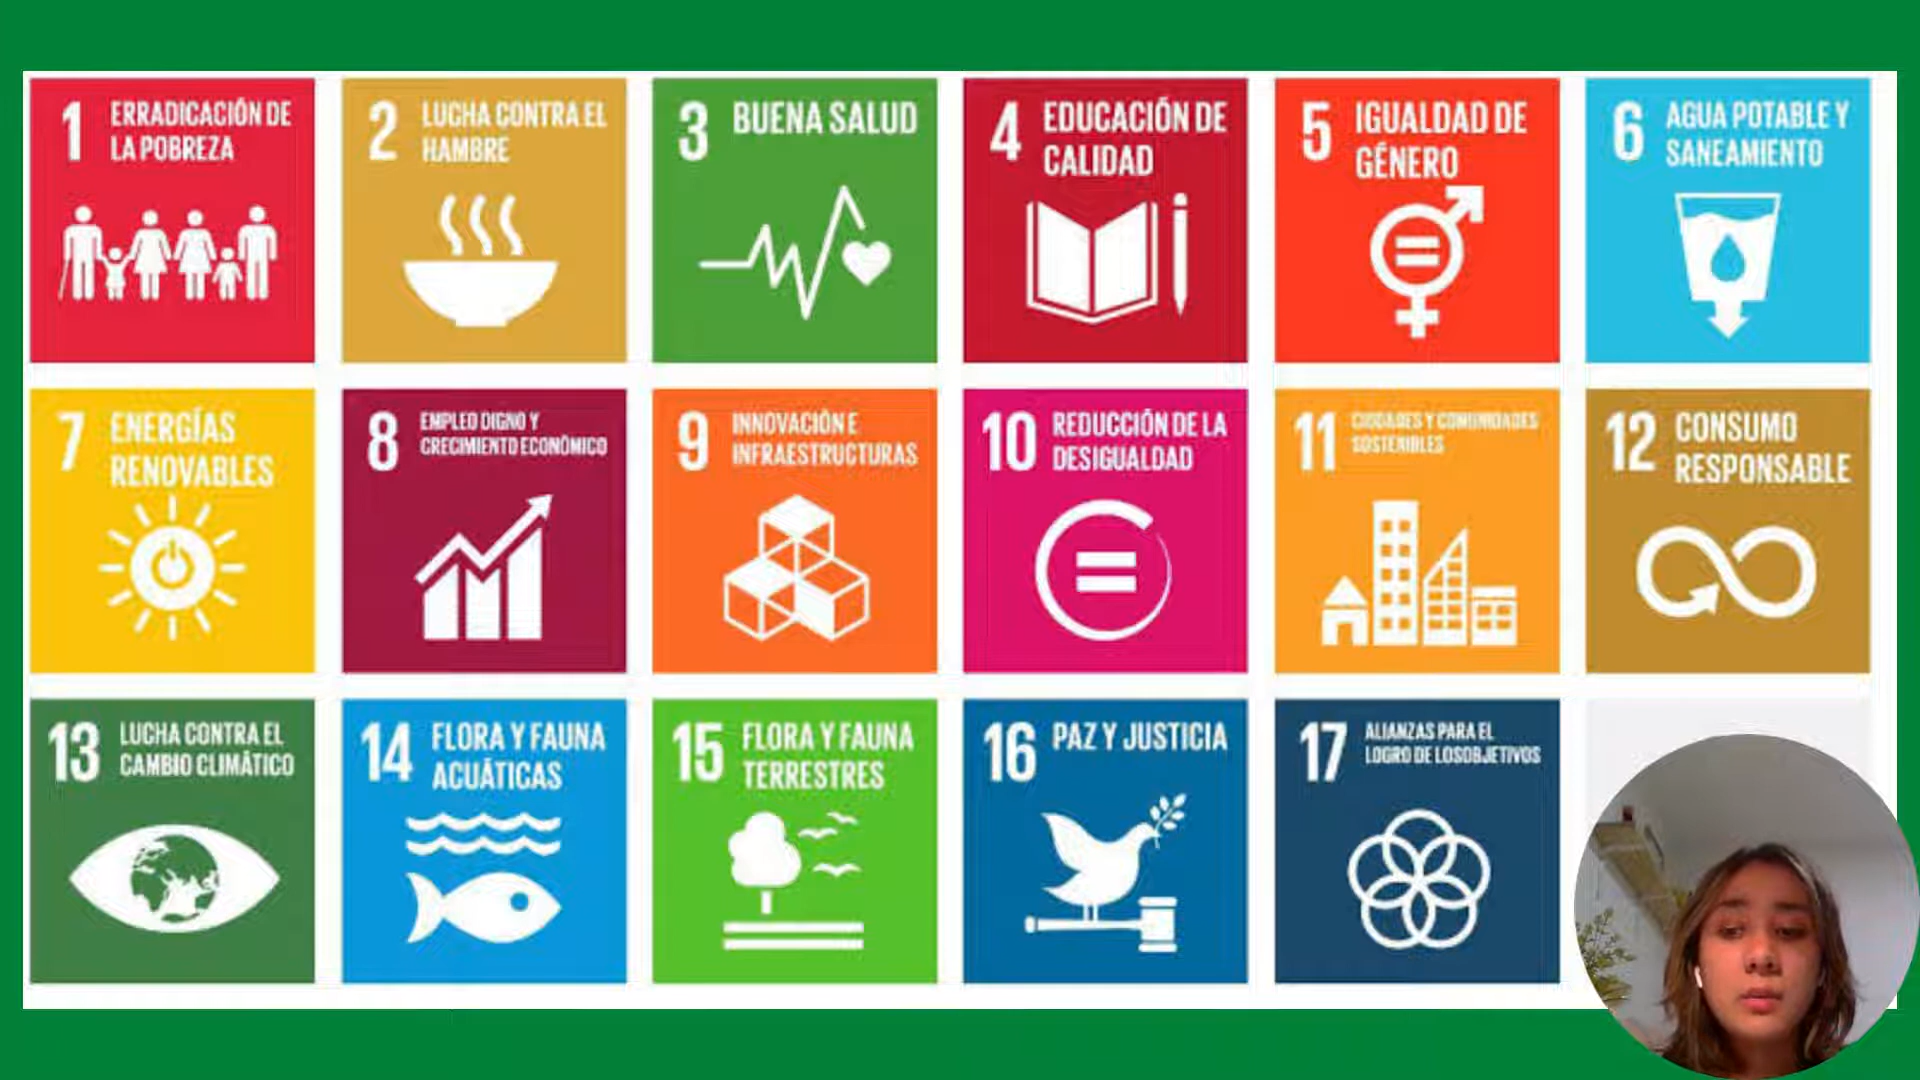 1 ERRADICACIÓN DE
LA POBREZA
2 LUCHA CONTRA EL
HAMBRE
3 BUENA SALUD
4 EDUCACIÓN DE
CALIDAD
5 IGUALDAD DE
GÉNERO
6 AGUA POTABLE Y
SANEAMIENTO
7 ENERGÍAS
RENOVABLES
8 EMPLEO DIGNO Y
CRECIMIENTO ECONÓMICO
9 INNOVACIÓN E
INFRAESTRUCTURAS
10 REDUCCIÓN DE LA
DESIGUALDAD
11 CIUDADES Y COMUNIDADES
SOSTENIBLES
12 CONSUMO
RESPONSABLE
13 LUCHA CONTRA EL
CAMBIO CLIMÁTICO
14 FLORA Y FAUNA
ACUÁTICAS
15 FLORA Y FAUNA
TERRESTRES
16 PAZ Y JUSTICIA
17 ALIANZAS PARA EL
LOGRO DE LOSOBJETIVOS